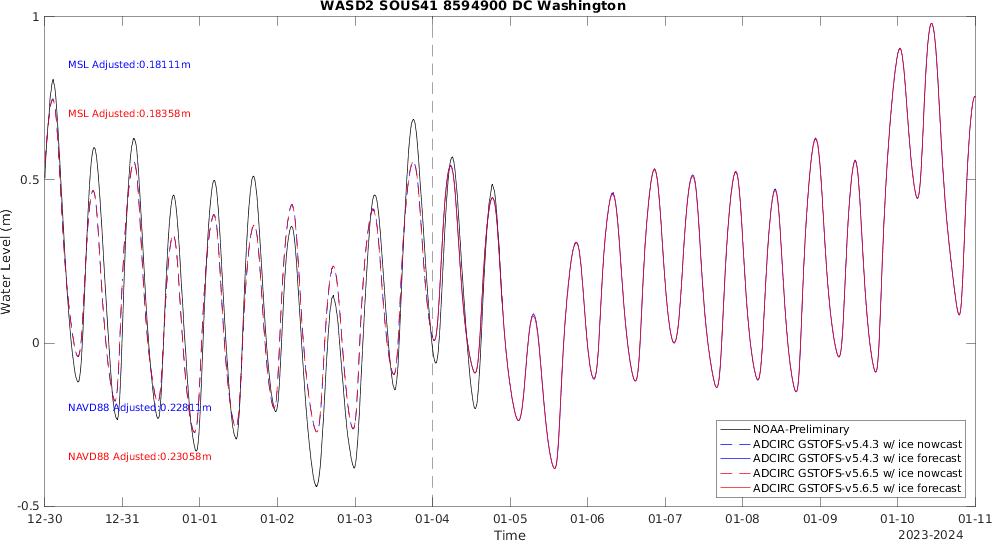 WASD2 SOUS41 8594900 DC Washington
1
0.5
0
-0.5
Water Level (m)
MSL Adjusted:0.18111m
MSL Adjusted:0.18358m
NAVD88 Adjusted:0.22811m
NAVD88 Adjusted:0.23058m
NOAA-Preliminary
ADCIRC GSTOFS-v5.4.3 w/ ice nowcast
ADCIRC GSTOFS-v5.4.3 w/ ice forecast
ADCIRC GSTOFS-v5.6.5 w/ ice nowcast
ADCIRC GSTOFS-v5.6.5 w/ ice forecast
12-30 12-31 01-01 01-02 01-03 01-04 01-05 01-06 01-07 01-08 01-09 01-10 01-11
Time
2023-2024